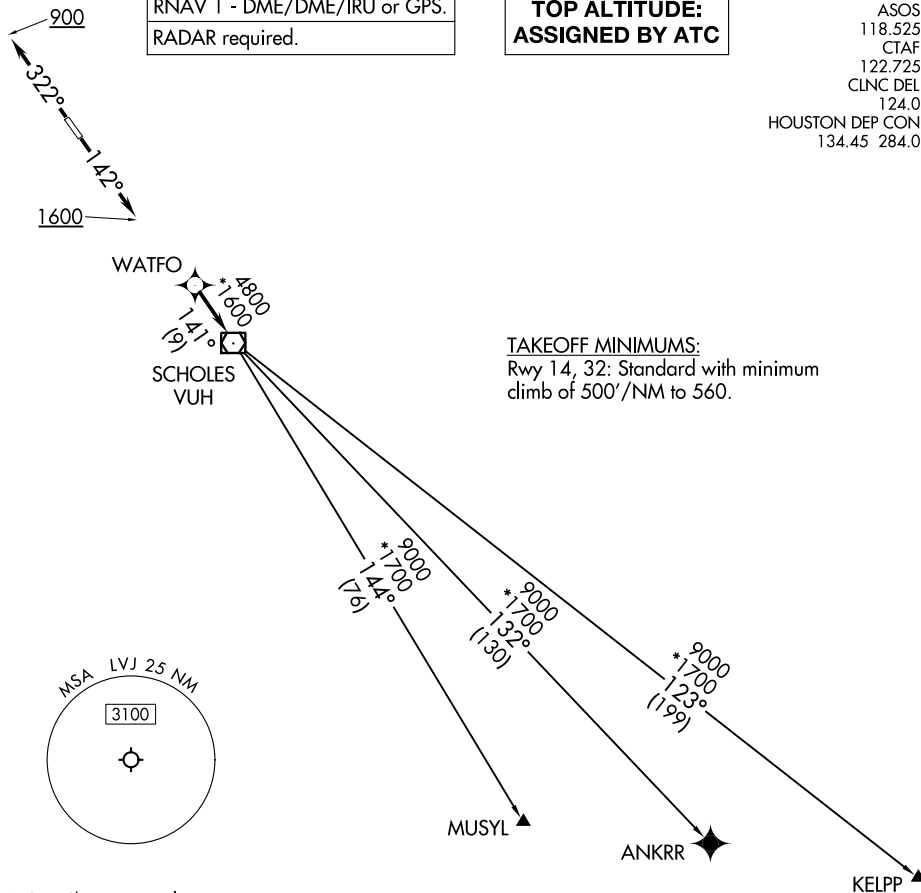 RNAV 1 - DME/DME/IRU or GPS.
RADAR required.
TOP ALTITUDE:
ASSIGNED BY ATC
ASOS
118.525
CTAF
122.725
CLNC DEL
124.0
HOUSTON DEP CON
134.45 284.0
900
322°
142°
1600
WATFO
4800
*1600
141°
(9)
SCHOLES
VUH
TAKEOFF MINIMUMS:
Rwy 14, 32: Standard with minimum
climb of 500'/NM to 560.
9000
*1700
144°
(76)
9000
*1700
132°
(130)
9000
*1700
123°
(199)
MSA LVJ 25 NM
3100
MUSYL
ANKRR
KELPP